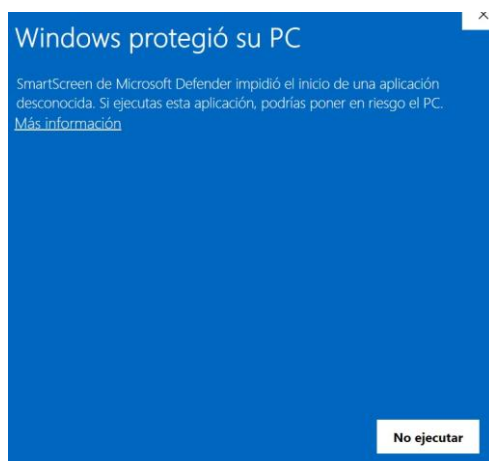 Windows protegió su PC
SmartScreen de Microsoft Defender impidió el inicio de una aplicación
desconocida. Si ejecutas esta aplicación, podrías poner en riesgo el PC.
Más información
No ejecutar